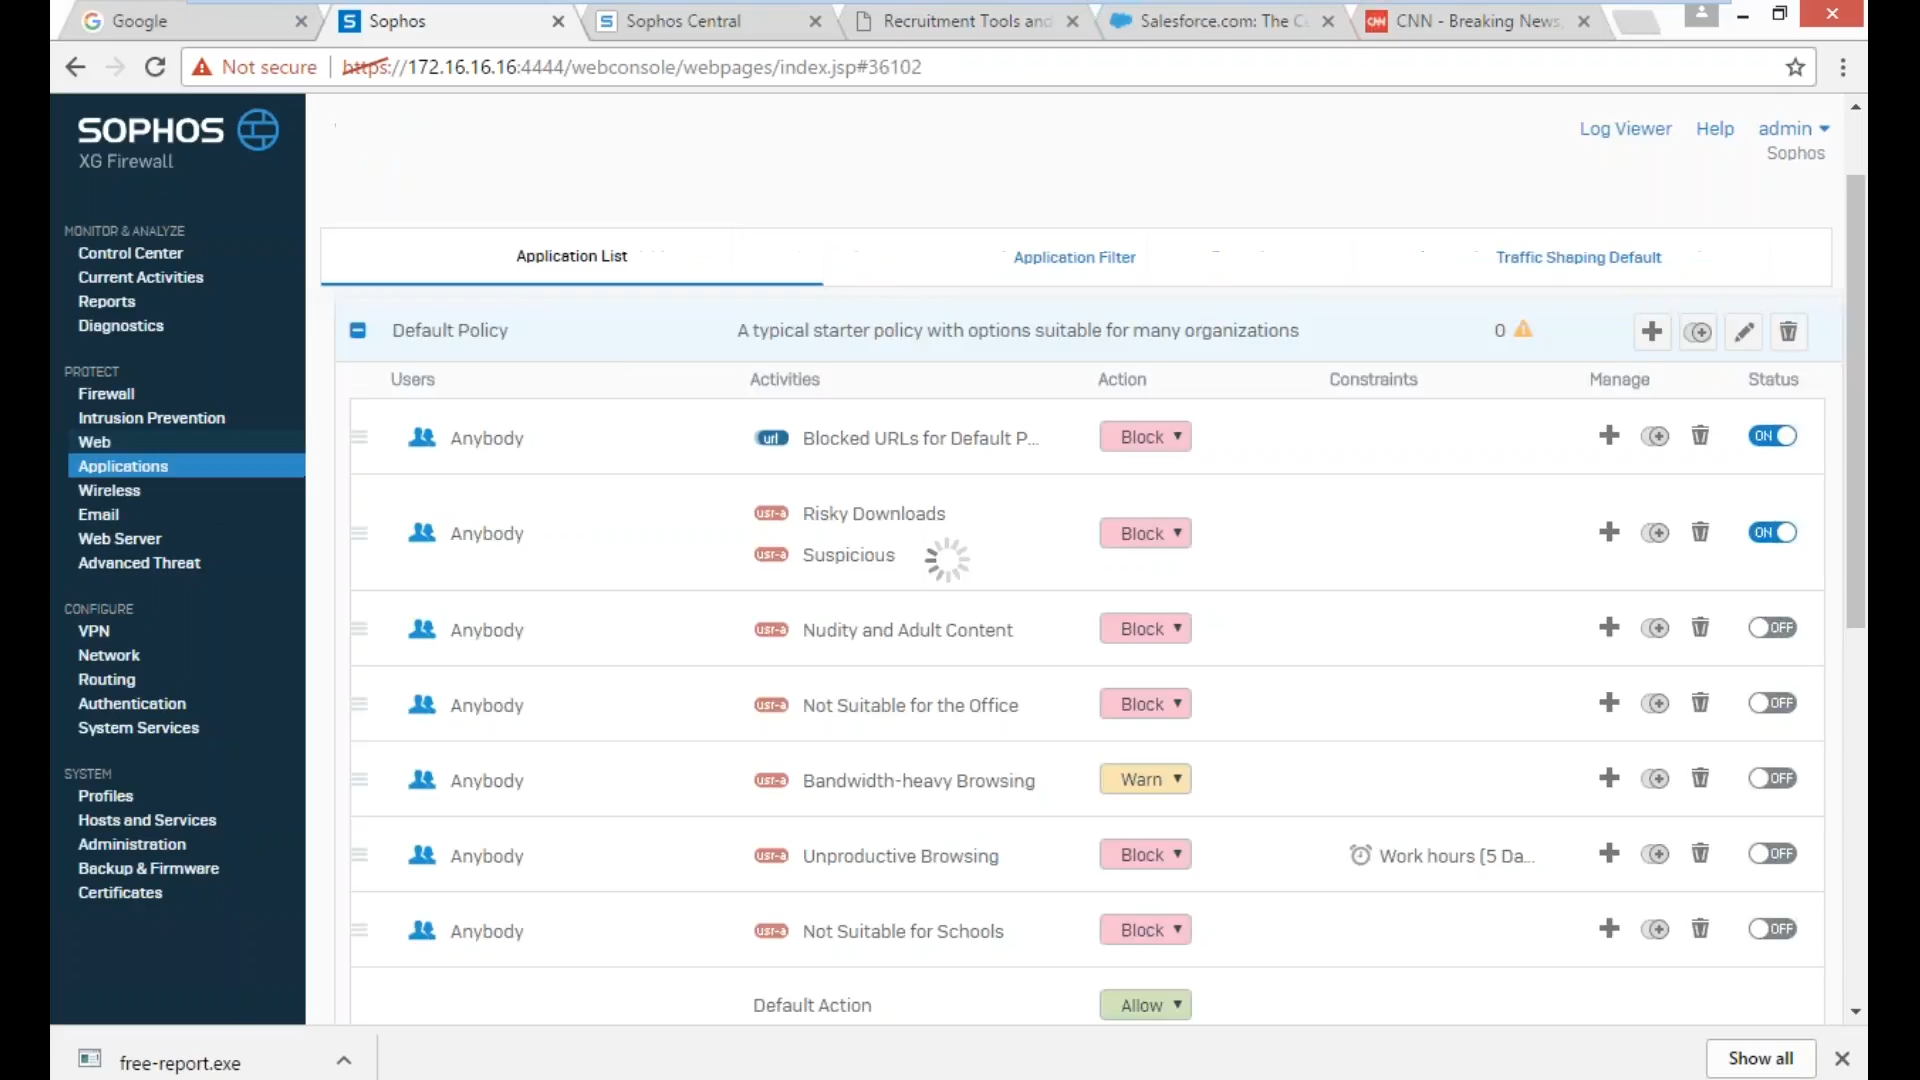 Google
Sophos
Sophos Central
Recruitment Tools and
Salesforce.com: The C
CNN - Breaking News,
Not secure | https://172.16.16.16:4444/webconsole/webpages/index.jsp#36102
SOPHOS
XG Firewall
MONITOR & ANALYZE
Control Center
Current Activities
Reports
Diagnostics
PROTECT
Firewall
Intrusion Prevention
Web
Applications
Wireless
Email
Web Server
Advanced Threat
CONFIGURE
VPN
Network
Routing
Authentication
System Services
SYSTEM
Profiles
Hosts and Services
Administration
Backup & Firmware
Certificates
Log Viewer Help admin
Sophos
Application List Application Filter Traffic Shaping Default
Default Policy A typical starter policy with options suitable for many organizations 0
Users Activities Action Constraints Manage Status
Anybody url Blocked URLs for Default P... Block ON
Anybody usr-a Risky Downloads Block ON
usr-a Suspicious
Anybody usr-a Nudity and Adult Content Block OFF
Anybody usr-a Not Suitable for the Office Block OFF
Anybody usr-a Bandwidth-heavy Browsing Warn OFF
Anybody usr-a Unproductive Browsing Block Work hours (5 Da... OFF
Anybody usr-a Not Suitable for Schools Block OFF
Default Action Allow
free-report.exe
Show all